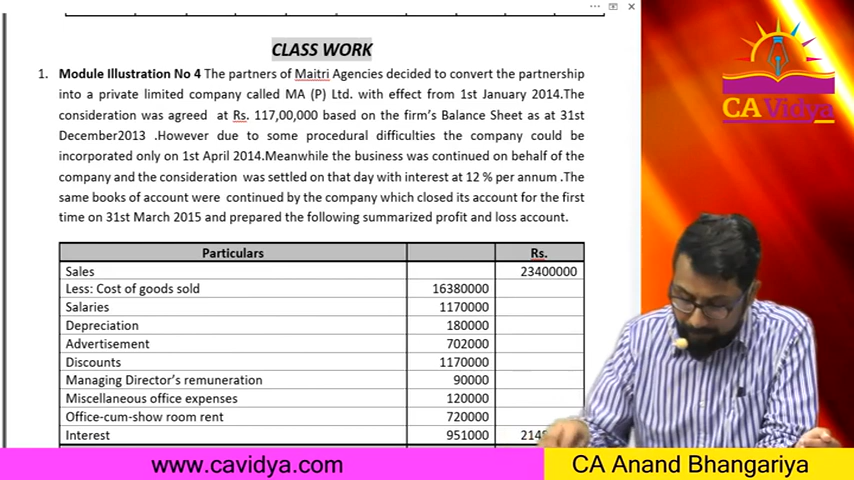 CLASS WORK
1. Module Illustration No 4 The partners of Maitri Agencies decided to convert the partnership
into a private limited company called MA (P) Ltd. with effect from 1st January 2014.The
consideration was agreed at Rs. 117,00,000 based on the firm's Balance Sheet as at 31st
December2013 .However due to some procedural difficulties the company could be
incorporated only on 1st April 2014.Meanwhile the business was continued on behalf of the
company and the consideration was settled on that day with interest at 12 % per annum .The
same books of account were continued by the company which closed its account for the first
time on 31st March 2015 and prepared the following summarized profit and loss account.
Particulars Rs.
Sales 23400000
Less: Cost of goods sold 16380000
Salaries 1170000
Depreciation 180000
Advertisement 702000
Discounts 1170000
Managing Director's remuneration 90000
Miscellaneous office expenses 120000
Office-cum-show room rent 720000
Interest 951000
CA Vidya
www.cavidya.com
CA Anand Bhangariya